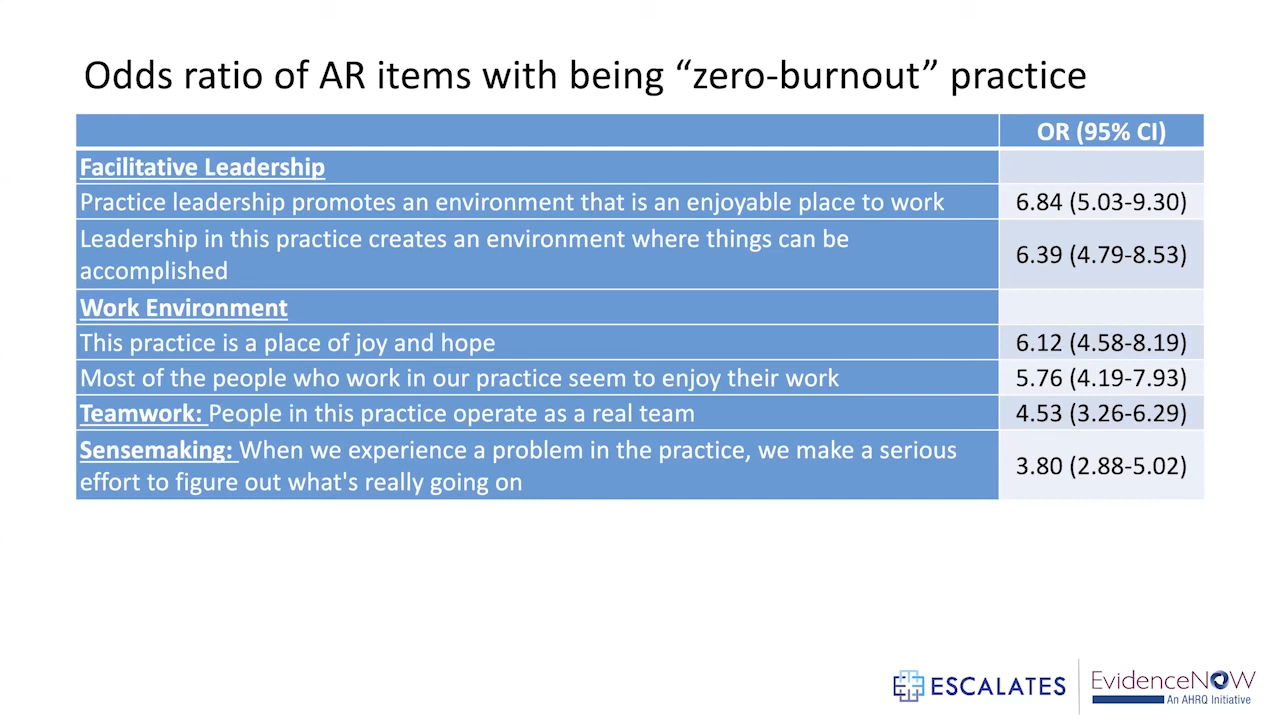 Odds ratio of AR items with being “zero-burnout” practice
OR (95% CI)
Facilitative Leadership
Practice leadership promotes an environment that is an enjoyable place to work
6.84 (5.03-9.30)
Leadership in this practice creates an environment where things can be
accomplished
6.39 (4.79-8.53)
Work Environment
This practice is a place of joy and hope
6.12 (4.58-8.19)
Most of the people who work in our practice seem to enjoy their work
5.76 (4.19-7.93)
Teamwork: People in this practice operate as a real team
4.53 (3.26-6.29)
Sensemaking: When we experience a problem in the practice, we make a serious
effort to figure out what's really going on
3.80 (2.88-5.02)
ESCALATES
EvidenceNOW
An AHRQ Initiative